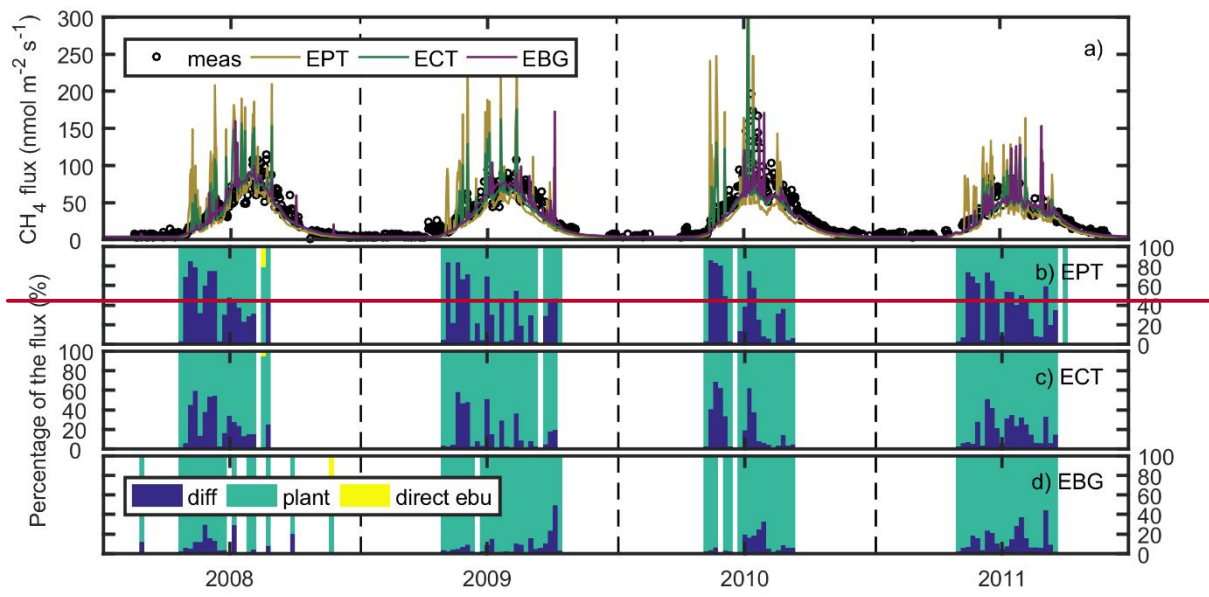 300
250
200
150
100
50
0
CH4 flux (nmol m-2 s-1)
meas EPT ECT EBG
a)
100
80
60
40
20
0
b) EPT
100
80
60
40
20
0
c) ECT
100
80
60
40
20
0
d) EBG
Percentage of the flux (%)
diff plant direct ebu
2008 2009 2010 2011